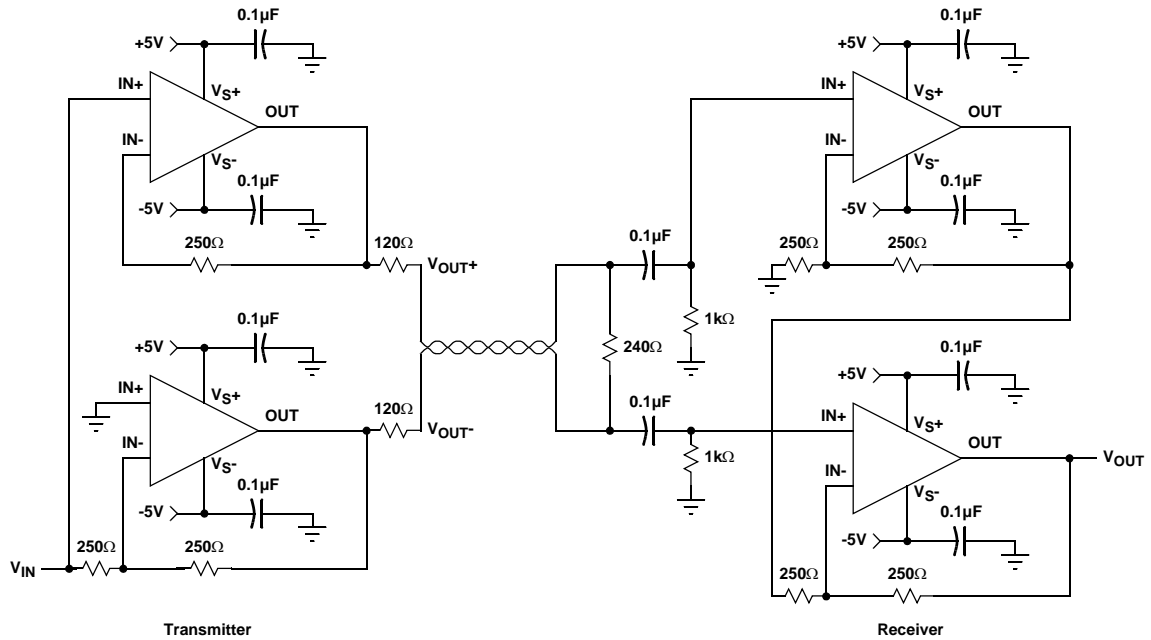 0.1µF
+5V
IN+
VS+
OUT
IN-
VS-
0.1µF
-5V
250Ω
120Ω
VOUT+
0.1µF
+5V
IN+
VS+
OUT
120Ω
VOUT-
IN-
VS-
0.1µF
-5V
250Ω
250Ω
VIN
Transmitter
0.1µF
1kΩ
240Ω
0.1µF
1kΩ
0.1µF
+5V
IN+
VS+
OUT
IN-
VS-
0.1µF
-5V
250Ω
250Ω
0.1µF
+5V
IN+
VS+
OUT
VOUT
IN-
VS-
0.1µF
-5V
250Ω
250Ω
Receiver